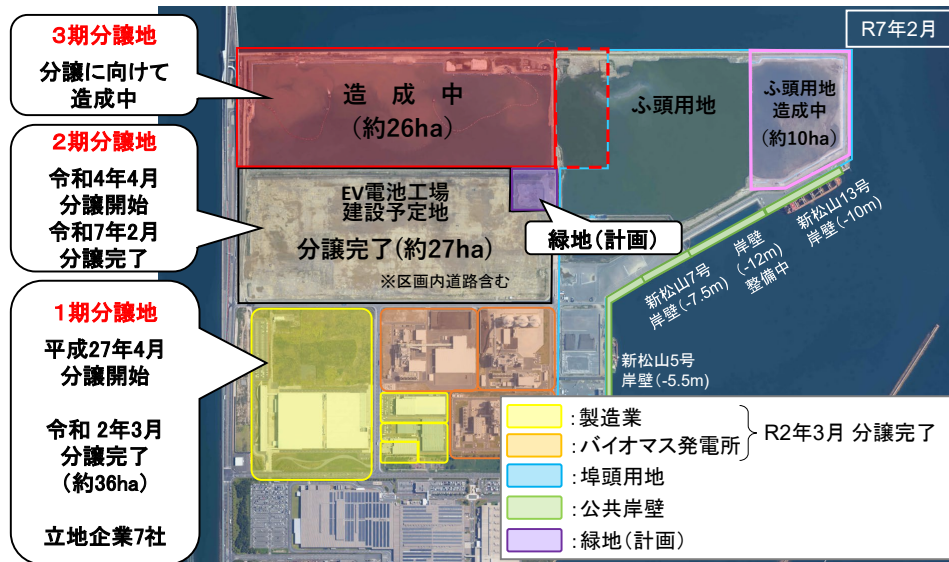 R7年2月
3期分譲地
分譲に向けて
造成中
2期分譲地
令和4年4月
分譲開始
令和7年2月
分譲完了
1期分譲地
平成27年4月
分譲開始
令和 2年3月
分譲完了
(約36ha)
立地企業7社
造 成 中
(約26ha)
ふ頭用地
ふ頭用地
造成中
(約10ha)
EV電池工場
建設予定地
分譲完了(約27ha)
※区画内道路含む
緑地(計画)
新松山13号
岸壁(-10m)
岸壁
(-12m)
整備中
新松山7号
岸壁(-7.5m)
新松山5号
岸壁(-5.5m)
:製造業
:バイオマス発電所
R2年3月 分譲完了
:埠頭用地
:公共岸壁
:緑地(計画)